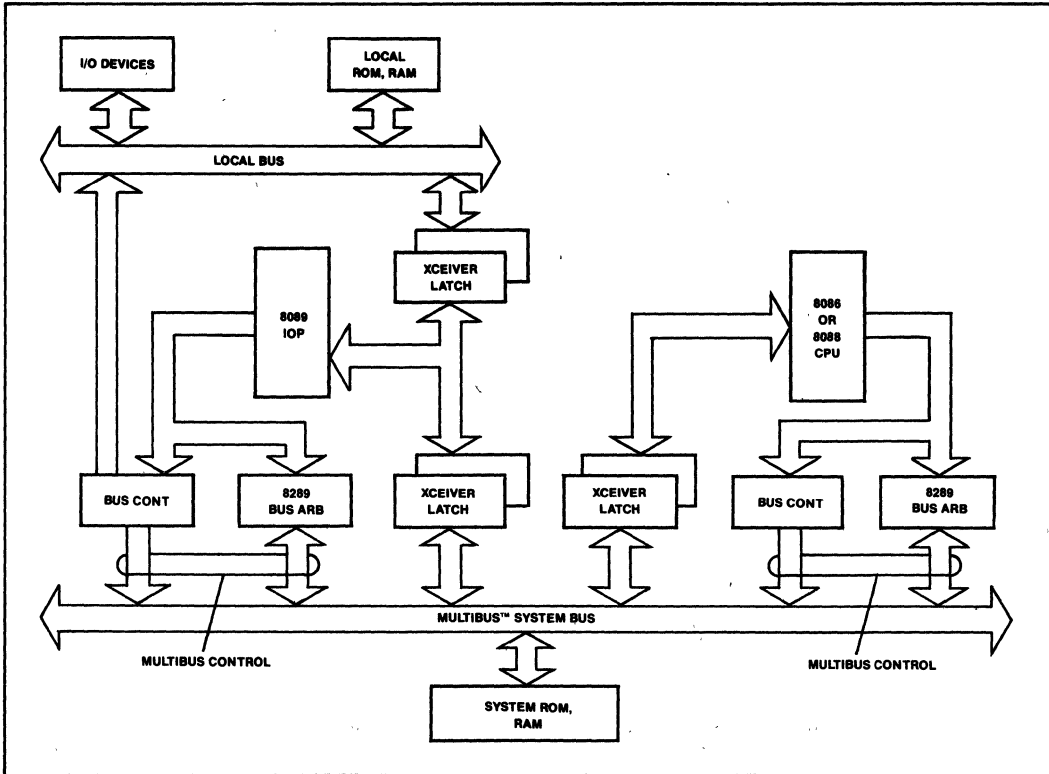 I/O DEVICES
LOCAL
ROM, RAM
LOCAL BUS
XCEIVER
LATCH
8089
IOP
8086
OR
8088
CPU
BUS CONT
8289
BUS ARB
XCEIVER
LATCH
XCEIVER
LATCH
BUS CONT
8289
BUS ARB
MULTIBUS™ SYSTEM BUS
MULTIBUS CONTROL
MULTIBUS CONTROL
SYSTEM ROM,
RAM